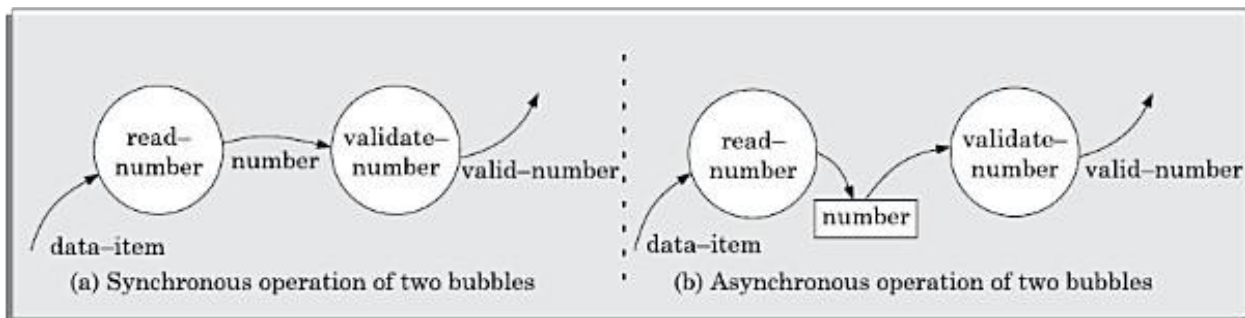 read–
number
number
validate–
number
valid–number
data–item
(a) Synchronous operation of two bubbles
read–
number
number
validate–
number
valid–number
data–item
(b) Asynchronous operation of two bubbles